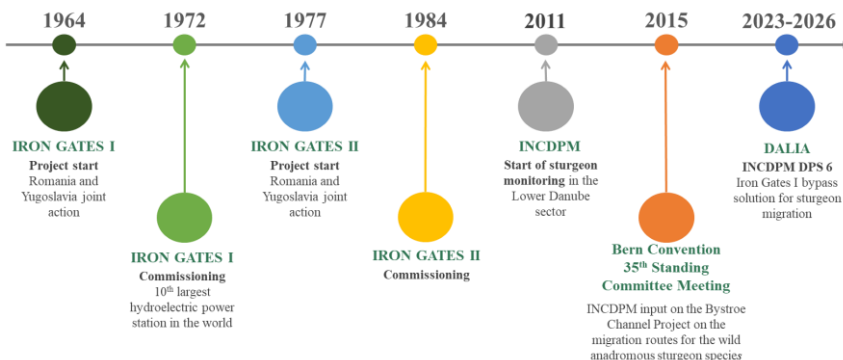 1964
1972
1977
1984
2011
2015
2023-2026
IRON GATES I
Project start
Romania and
Yugoslavia joint
action
IRON GATES I
Commissioning
10th largest
hydroelectric power
station in the world
IRON GATES II
Project start
Romania and
Yugoslavia joint
action
IRON GATES II
Commissioning
INCDPM
Start of sturgeon
monitoring in the
Lower Danube
sector
Bern Convention
35th Standing
Committee Meeting
INCDPM input on the Bystroe
Channel Project on the
migration routes for the wild
anadromous sturgeon species
DALIA
INCDPM DPS 6
Iron Gates I bypass
solution for sturgeon
migration